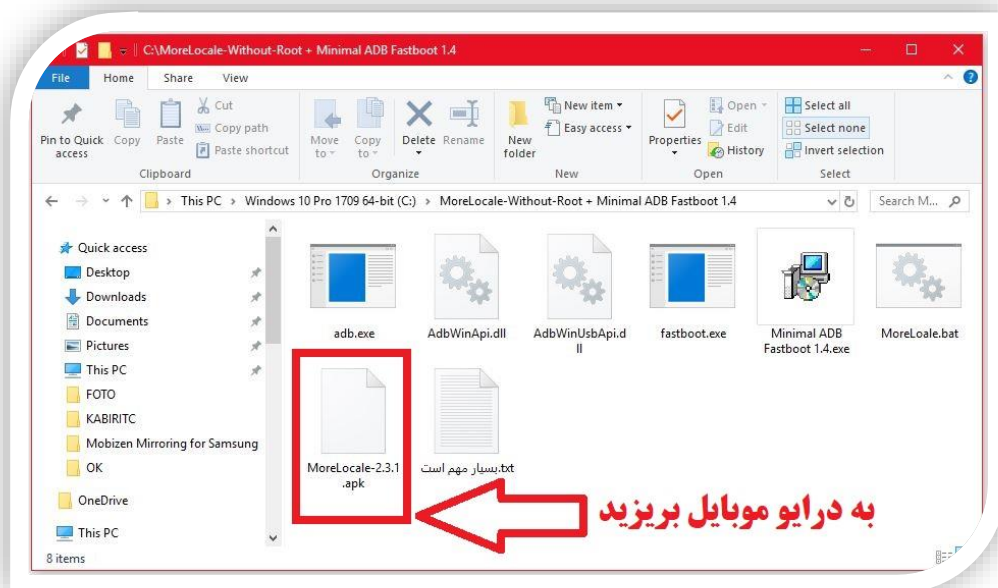 C:\MoreLocale-Without-Root + Minimal ADB Fastboot 1.4
File Home Share View
Pin to Quick access
Copy
Paste
Cut
Copy path
Paste shortcut
Move to
Copy to
Delete
Rename
New folder
New item
Easy access
Properties
Open
Edit
History
Select all
Select none
Invert selection
Clipboard
Organize
New
Open
Select
This PC > Windows 10 Pro 1709 64-bit (C:) > MoreLocale-Without-Root + Minimal ADB Fastboot 1.4
Search M...
Quick access
Desktop
Downloads
Documents
Pictures
This PC
FOTO
KABIRITC
Mobizen Mirroring for Samsung
OK
OneDrive
This PC
adb.exe
AdbWinApi.dll
AdbWinUsbApi.d
ll
fastboot.exe
Minimal ADB
Fastboot 1.4.exe
MoreLoale.bat
MoreLocale-2.3.1
.apk
بسیار مهم است.txt
به درایو موبایل بریزید
8 items